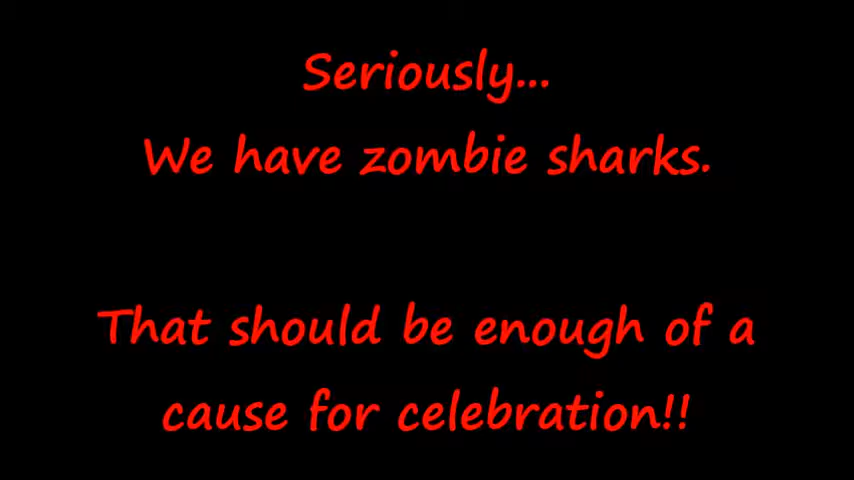 Seriously...
We have zombie sharks.
That should be enough of a
cause for celebration!!